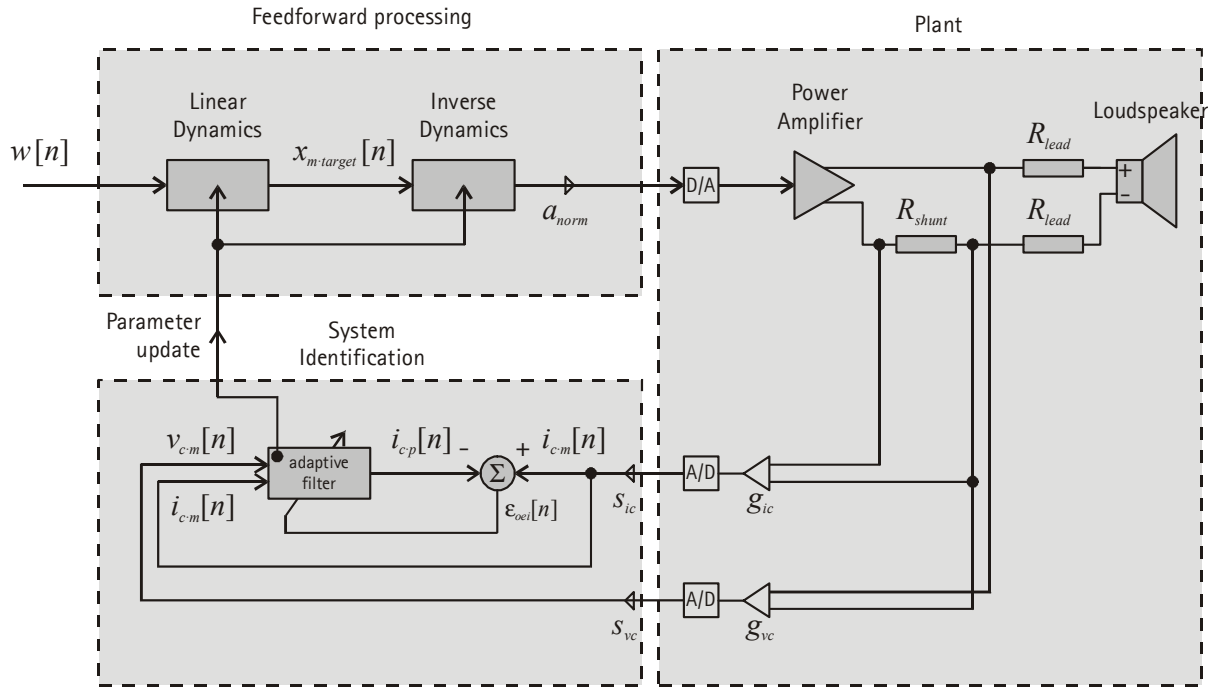 Feedforward processing
Plant
Linear
Dynamics
Inverse
Dynamics
Power
Amplifier
Loudspeaker
w[n]
x_{m·target}[n]
a_{norm}
D/A
R_{lead}
+
-
R_{shunt}
R_{lead}
Parameter
update
System
Identification
v_{c·m}[n]
i_{c·m}[n]
adaptive
filter
i_{c·p}[n]
-
Σ
+
i_{c·m}[n]
ε_{oei}[n]
s_{ic}
A/D
g_{ic}
s_{vc}
A/D
g_{vc}